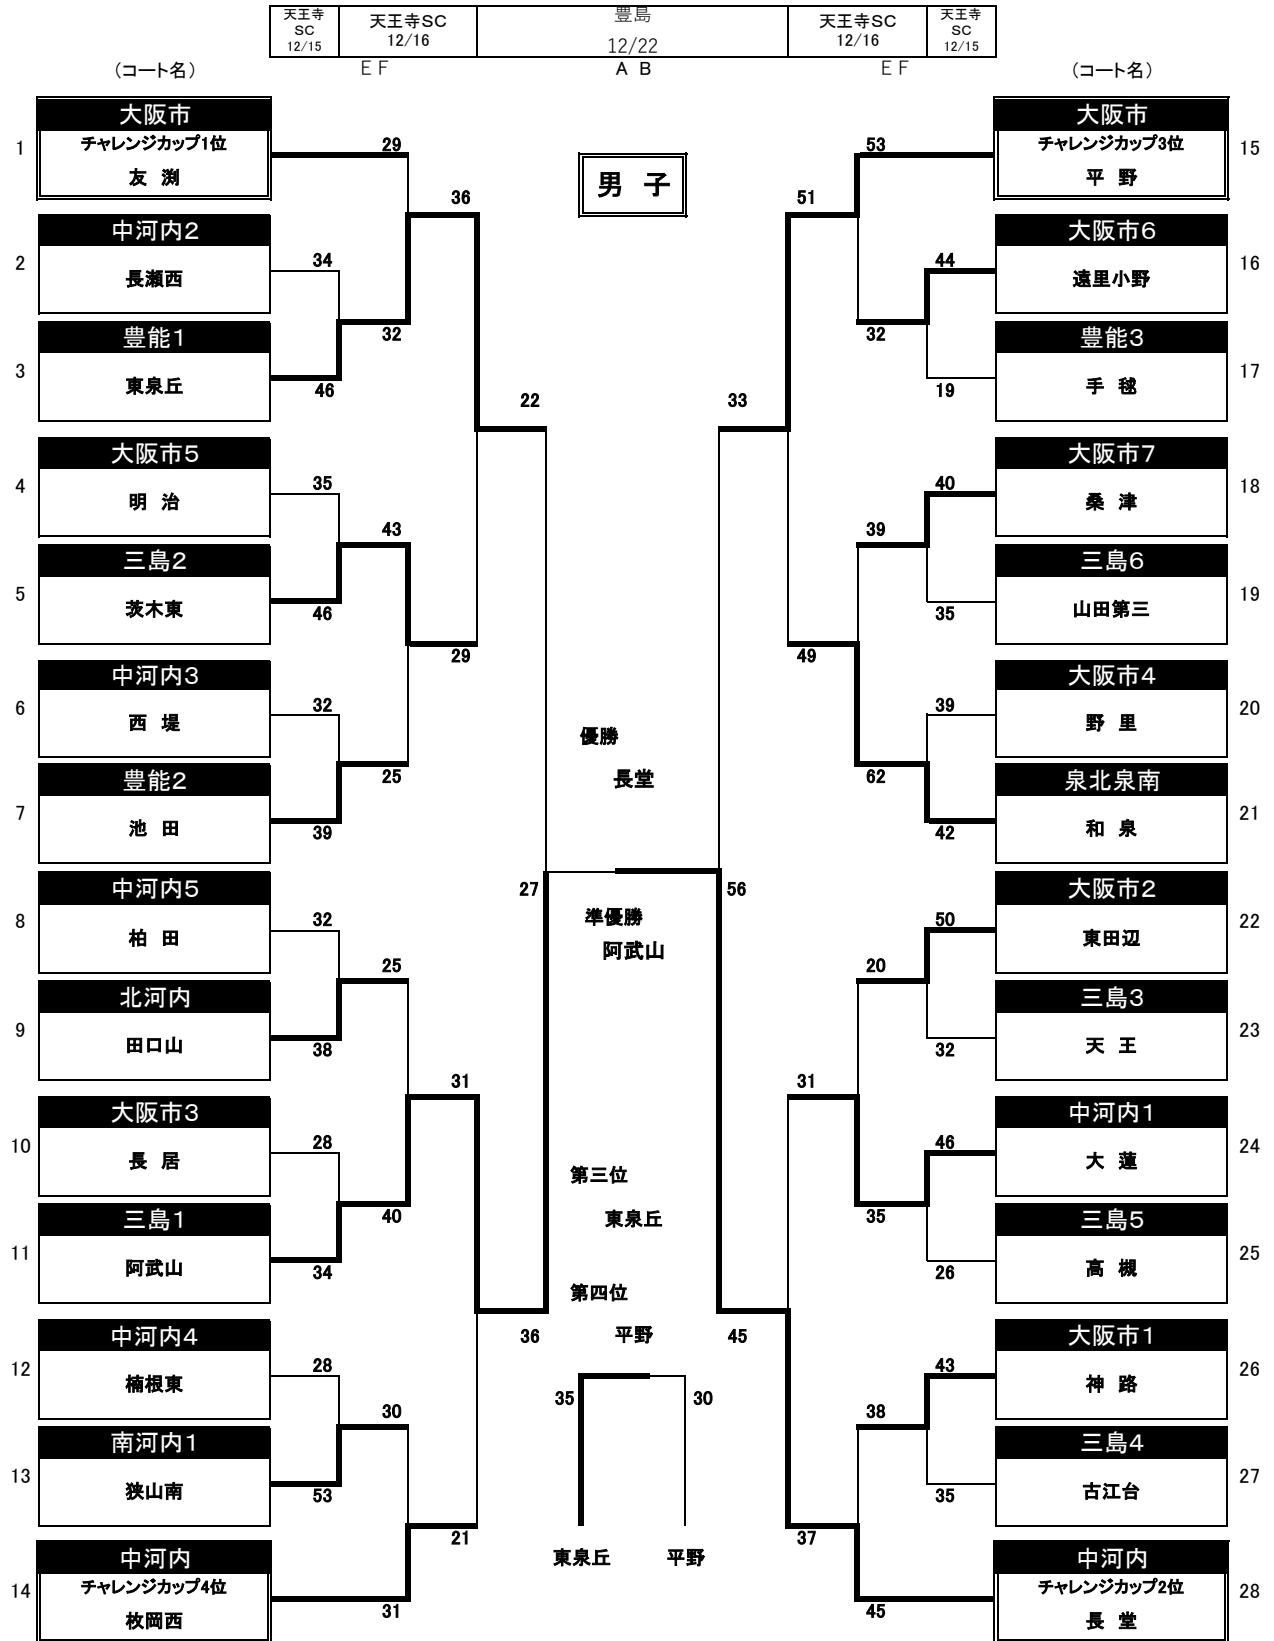 天王寺
SC
12/15
天王寺SC
12/16
豊島
12/22
天王寺SC
12/16
天王寺
SC
12/15
(コート名)
E F
A B
E F
(コート名)
男 子
1
大阪市
チャレンジカップ1位
友 渕
29
36
2
中河内2
長瀬西
34
3
豊能1
東泉丘
32
46
22
4
大阪市5
明 治
35
43
5
三島2
茨木東
46
29
6
中河内3
西 堤
32
7
豊能2
池 田
25
39
27
8
中河内5
柏 田
32
25
9
北河内
田口山
38
31
10
大阪市3
長 居
28
11
三島1
阿武山
40
34
36
12
中河内4
楠根東
28
30
13
南河内1
狭山南
53
21
14
中河内
チャレンジカップ4位
枚岡西
31
優勝
長堂
準優勝
阿武山
第三位
東泉丘
第四位
平野
35
30
東泉丘
平野
53
51
大阪市
チャレンジカップ3位
平 野
15
44
大阪市6
遠里小野
16
32
19
豊能3
手 毬
17
33
40
39
大阪市7
桑 津
18
35
三島6
山田第三
19
49
39
大阪市4
野 里
20
62
42
泉北泉南
和 泉
21
56
50
20
大阪市2
東田辺
22
32
三島3
天 王
23
31
46
中河内1
大 蓮
24
35
26
三島5
高 槻
25
45
43
38
大阪市1
神 路
26
35
三島4
古江台
27
37
45
中河内
チャレンジカップ2位
長 堂
28